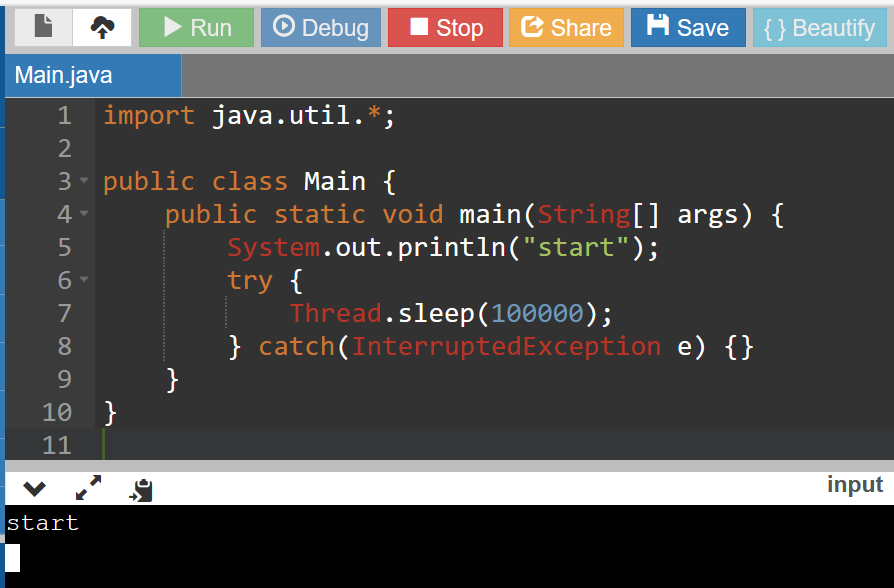 Run Debug Stop Share Save { } Beautify
Main.java
1 import java.util.*;
2
3 public class Main {
4     public static void main(String[] args) {
5         System.out.println("start");
6         try {
7             Thread.sleep(100000);
8         } catch(InterruptedException e) {}
9     }
10 }
11
input
start